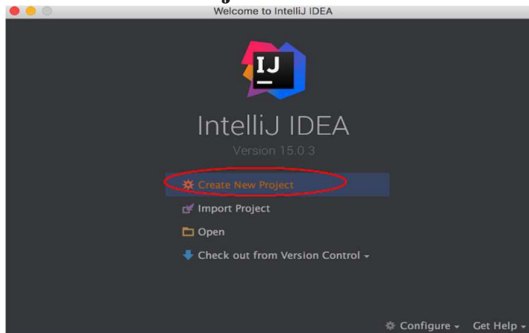 Welcome to IntelliJ IDEA
IJ
IntelliJ IDEA
Version 15.0.3
Create New Project
Import Project
Open
Check out from Version Control
Configure Get Help